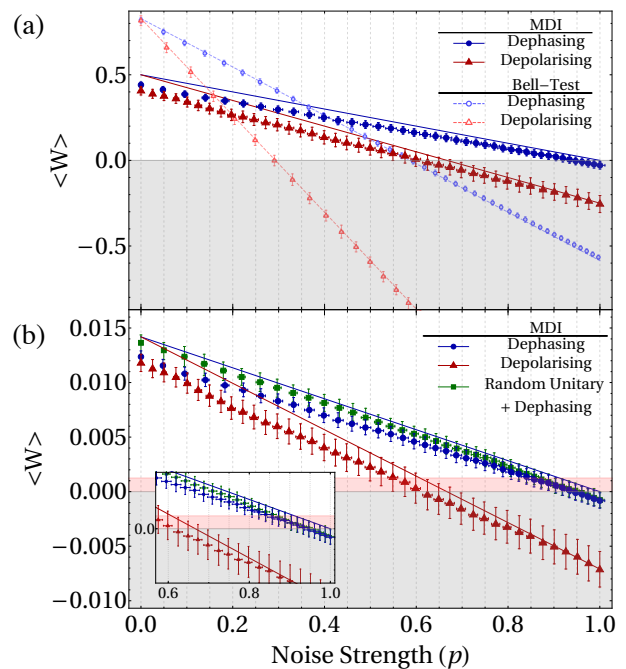 (a)
MDI
Dephasing
Depolarising
Bell-Test
Dephasing
Depolarising
0.5
0.0
−0.5
<W>
(b)
MDI
Dephasing
Depolarising
Random Unitary
+ Dephasing
0.015
0.010
0.005
0.000
−0.005
−0.010
<W>
0.0
0.6 0.8 1.0
0.0 0.2 0.4 0.6 0.8 1.0
Noise Strength (p)